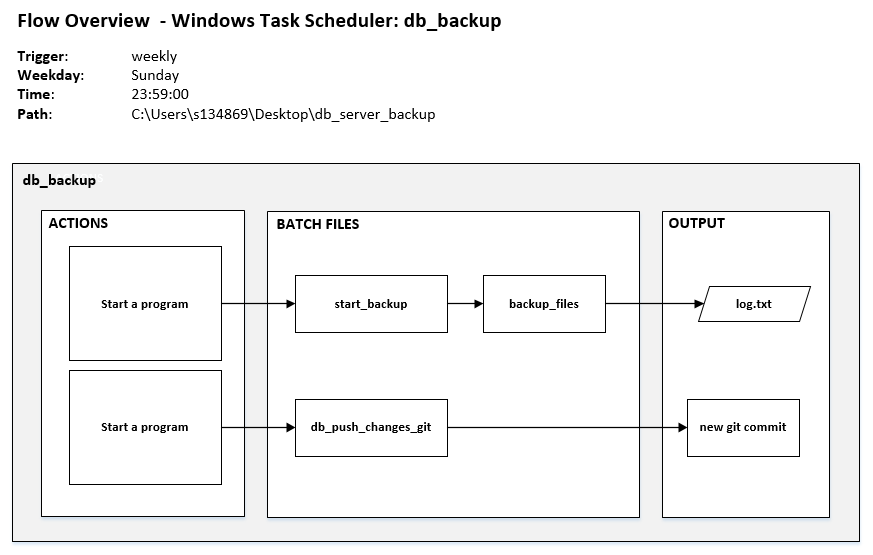 Flow Overview - Windows Task Scheduler: db_backup
Trigger: weekly
Weekday: Sunday
Time: 23:59:00
Path: C:\Users\s134869\Desktop\db_server_backup
db_backup
ACTIONS
BATCH FILES
OUTPUT
Start a program
start_backup
backup_files
log.txt
Start a program
db_push_changes_git
new git commit